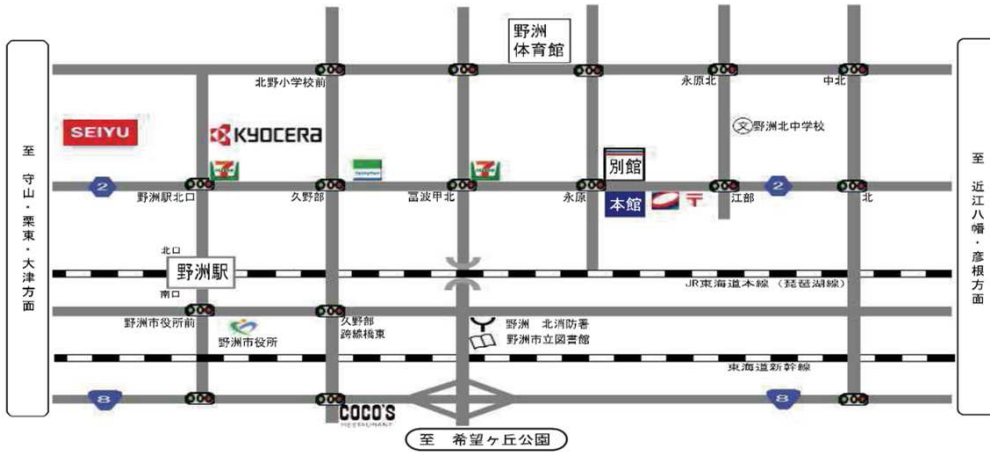 野洲
体育館
北野小学校前
永原北
中北
SEIYU
KYOCERA
文
野洲北中学校
至 守山・栗東・大津方面
至 近江八幡・彦根方面
7
FamilyMart
7
別館
2
野洲駅北口
久野部
冨波甲北
永原
本館
〒
江部
2
北
北口
野洲駅
南口
JR東海道本線（琵琶湖線）
野洲市役所前
野洲市役所
久野部
跨線橋東
野洲 北消防署
野洲市立図書館
東海道新幹線
8
8
COCO'S
RESTAURANT
至 希望ヶ丘公園